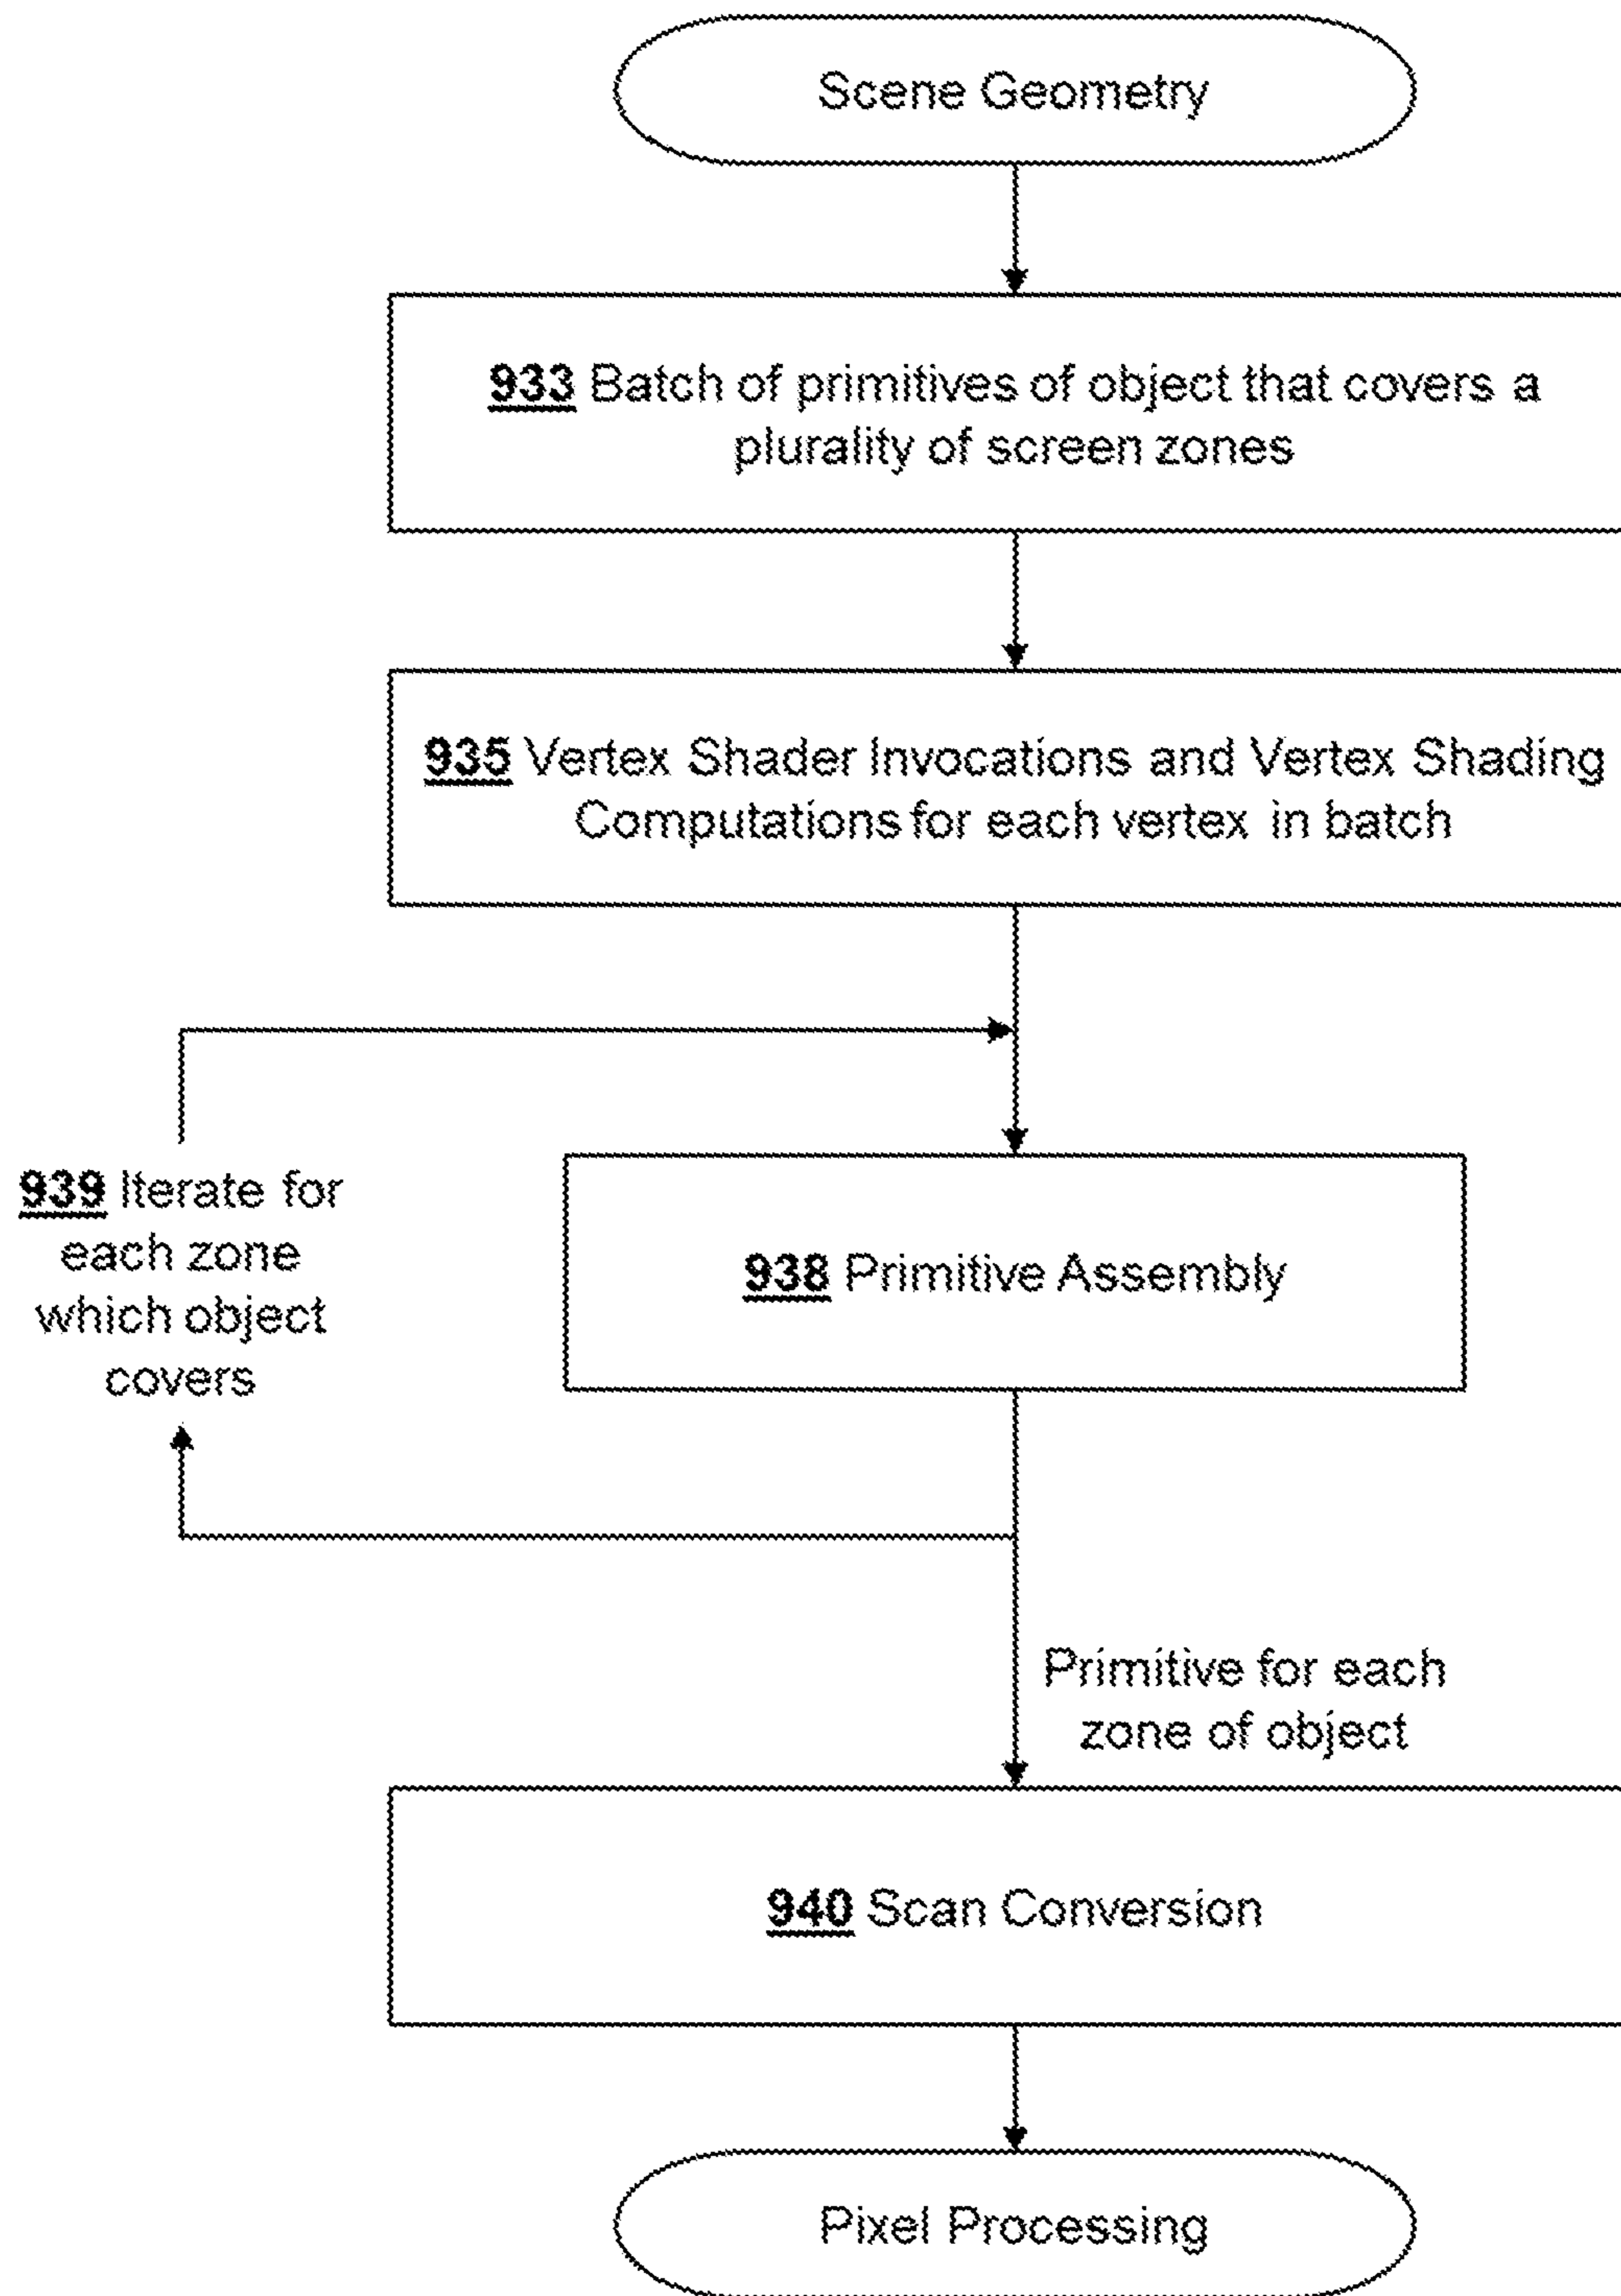 Scene Geometry
933 Batch of primitives of object that covers a
plurality of screen zones
935 Vertex Shader Invocations and Vertex Shading
Computations for each vertex in batch
939 Iterate for
each zone
which object
covers
938 Primitive Assembly
Primitive for each
zone of object
940 Scan Conversion
Pixel Processing